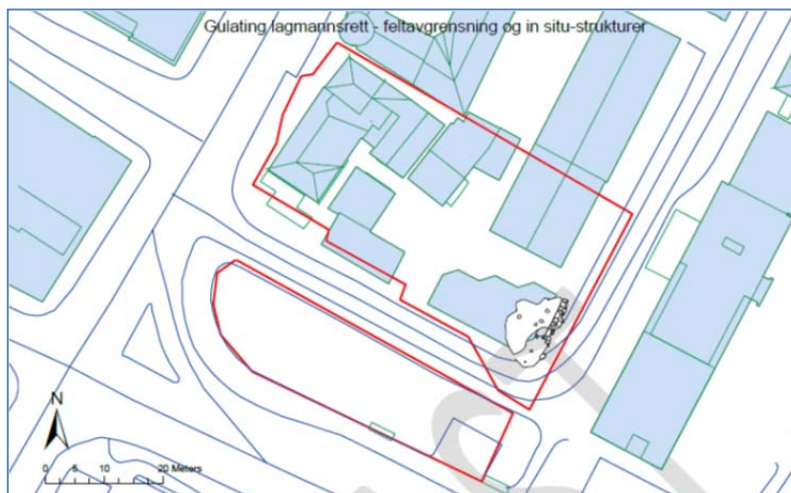 Gulating lagmannsrett - feltavgrensning og in situ-strukturer
N
0 5 10 20 Meters